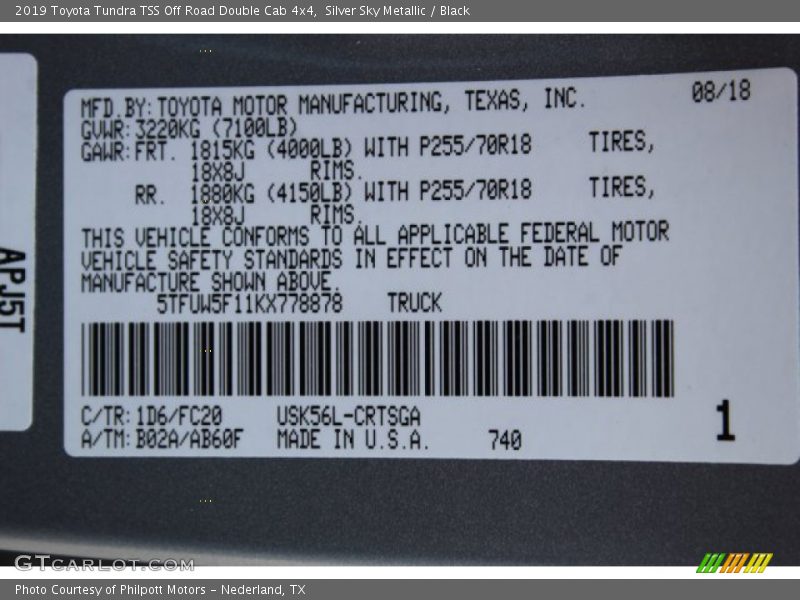 2019 Toyota Tundra TSS Off Road Double Cab 4x4,  Silver Sky Metallic / Black
APJ5T
MFD.BY: TOYOTA MOTOR MANUFACTURING, TEXAS, INC. 08/18
GVWR: 3220KG (7100LB)
GAWR: FRT. 1815KG (4000LB) WITH P255/70R18 TIRES,
18X8J RIMS.
RR. 1880KG (4150LB) WITH P255/70R18 TIRES,
18X8J RIMS.
THIS VEHICLE CONFORMS TO ALL APPLICABLE FEDERAL MOTOR
VEHICLE SAFETY STANDARDS IN EFFECT ON THE DATE OF
MANUFACTURE SHOWN ABOVE.
5TFUW5F11KX778878 TRUCK
C/TR: 1D6/FC20 USK56L-CRTSGA
A/TM: B02A/AB60F MADE IN U.S.A. 740
1
GTCARLOT.COM
Photo Courtesy of Philpott Motors - Nederland, TX